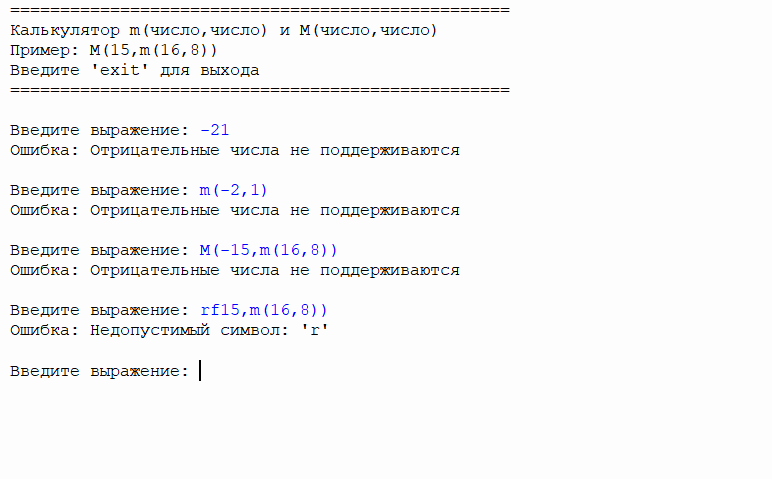 ==================================================
Калькулятор m(число,число) и M(число,число)
Пример: M(15,m(16,8))
Введите 'exit' для выхода
==================================================
Введите выражение: -21
Ошибка: Отрицательные числа не поддерживаются
Введите выражение: m(-2,1)
Ошибка: Отрицательные числа не поддерживаются
Введите выражение: M(-15,m(16,8))
Ошибка: Отрицательные числа не поддерживаются
Введите выражение: rf15,m(16,8))
Ошибка: Недопустимый символ: 'r'
Введите выражение: